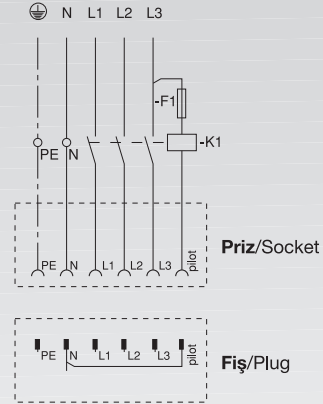 N L1 L2 L3
-F1
-K1
PE N
PE N L1 L2 L3 pilot
Priz/Socket
PE N L1 L2 L3 pilot
Fiş/Plug